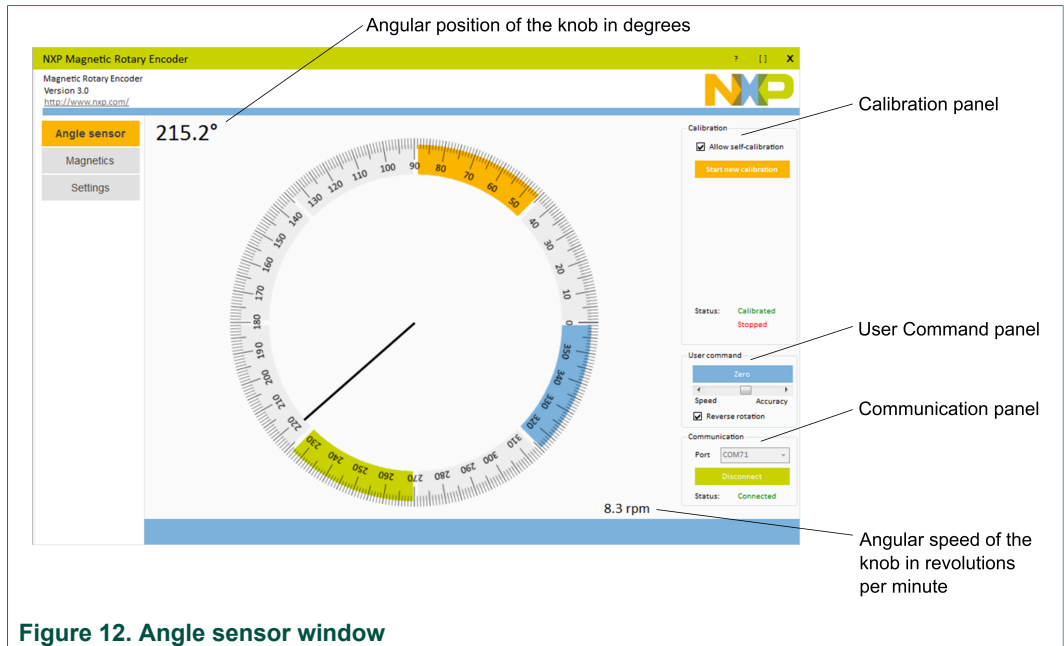 Angular position of the knob in degrees
NXP Magnetic Rotary Encoder
? [ ] X
Magnetic Rotary Encoder
Version 3.0
http://www.nxp.com/
NXP
Calibration panel
Angle sensor
Magnetics
Settings
215.2°
0
10
20
30
40
50
60
70
80
90
100
110
120
130
140
150
160
170
180
190
200
210
220
230
240
250
260
270
280
290
300
310
320
330
340
350
Calibration
Allow self-calibration
Start new calibration
Status: Calibrated
Stopped
User Command panel
User command
Zero
Speed Accuracy
Reverse rotation
Communication panel
Communication
Port COM71
Disconnect
Status: Connected
8.3 rpm
Angular speed of the
knob in revolutions
per minute
Figure 12. Angle sensor window